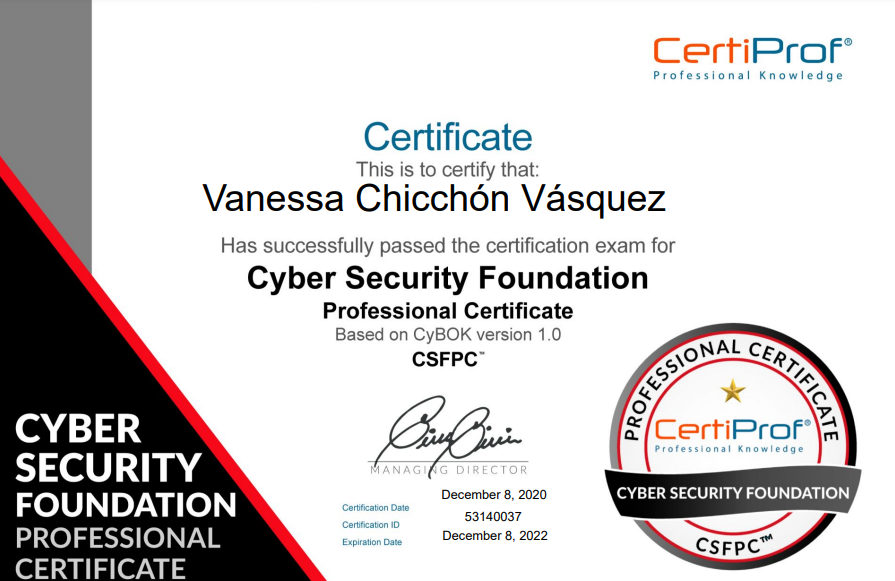 CertiProf®
Professional Knowledge
Certificate
This is to certify that:
Vanessa Chicchón Vásquez
Has successfully passed the certification exam for
Cyber Security Foundation
Professional Certificate
Based on CyBOK version 1.0
CSFPC™
MANAGING DIRECTOR
Certification Date December 8, 2020
Certification ID 53140037
Expiration Date December 8, 2022
CYBER
SECURITY
FOUNDATION
PROFESSIONAL
CERTIFICATE
PROFESSIONAL CERTIFICATE
CertiProf®
Professional Knowledge
CYBER SECURITY FOUNDATION
CSFPC™